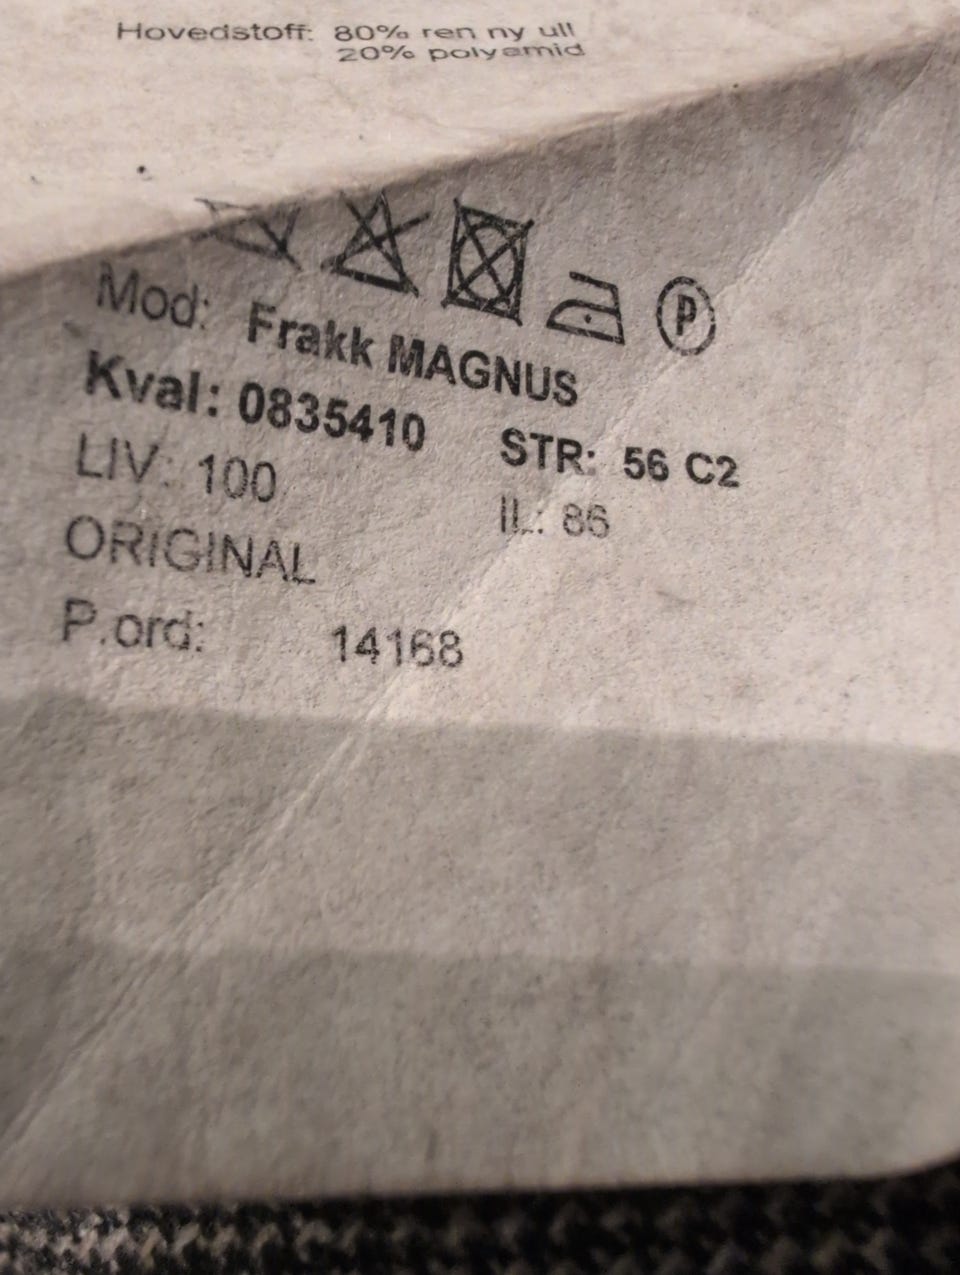 Hovedstoff: 80% ren ny ull
20% polyamid
P
Mod: Frakk MAGNUS
Kval: 0835410 STR: 56 C2
LIV: 100 IL: 86
ORIGINAL
P.ord: 14168